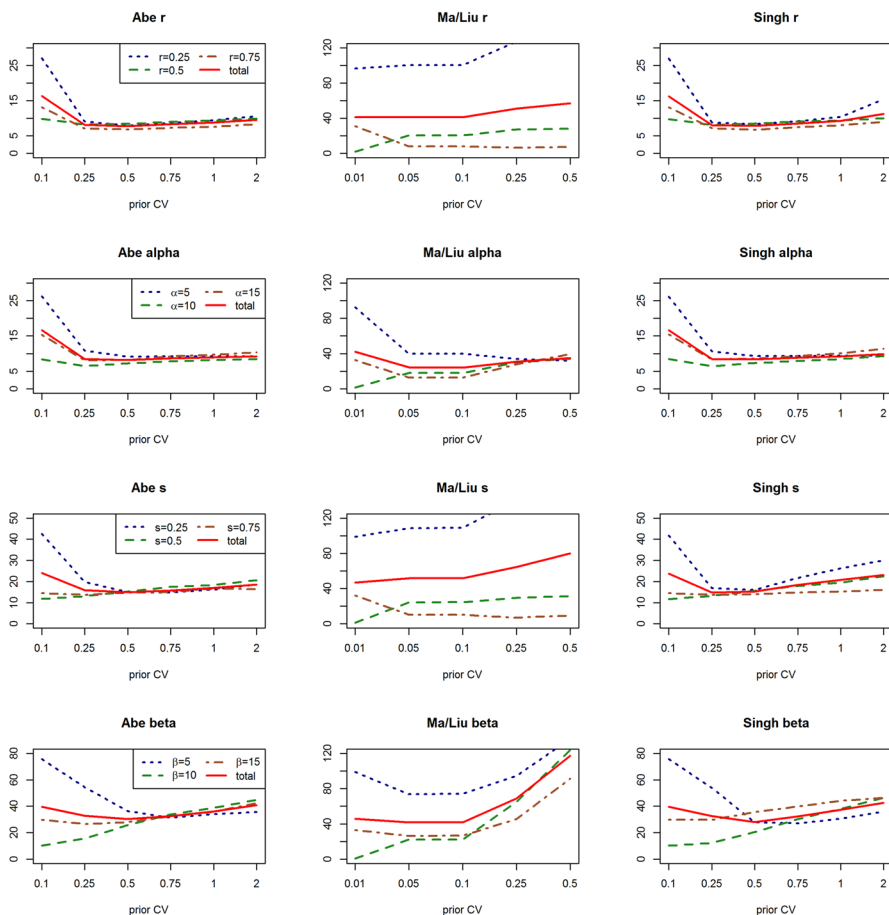 Abe r
Ma/Liu r
Singh r
0 5 15 25
r=0.25 r=0.75
r=0.5 total
0 40 80 120
0 5 15 25
0.1 0.25 0.5 0.75 1 2
0.01 0.05 0.1 0.25 0.5
0.1 0.25 0.5 0.75 1 2
prior CV
prior CV
prior CV
Abe alpha
Ma/Liu alpha
Singh alpha
0 5 15 25
α=5 α=15
α=10 total
0 40 80 120
0 5 15 25
0.1 0.25 0.5 0.75 1 2
0.01 0.05 0.1 0.25 0.5
0.1 0.25 0.5 0.75 1 2
prior CV
prior CV
prior CV
Abe s
Ma/Liu s
Singh s
0 10 20 30 40 50
s=0.25 s=0.75
s=0.5 total
0 40 80 120
0 10 20 30 40 50
0.1 0.25 0.5 0.75 1 2
0.01 0.05 0.1 0.25 0.5
0.1 0.25 0.5 0.75 1 2
prior CV
prior CV
prior CV
Abe beta
Ma/Liu beta
Singh beta
0 20 40 60 80
β=5 β=15
β=10 total
0 40 80 120
0 20 40 60 80
0.1 0.25 0.5 0.75 1 2
0.01 0.05 0.1 0.25 0.5
0.1 0.25 0.5 0.75 1 2
prior CV
prior CV
prior CV